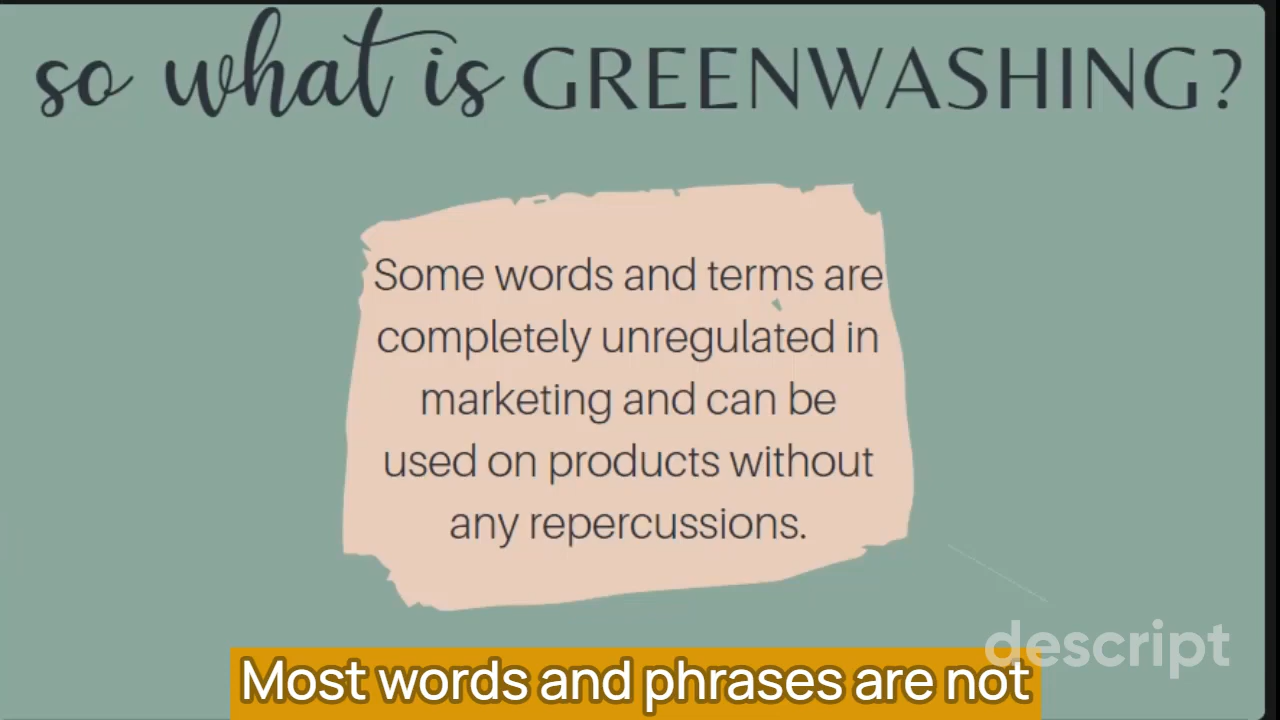 so what is GREENWASHING?
Some words and terms are
completely unregulated in
marketing and can be
used on products without
any repercussions.
descript
Most words and phrases are not